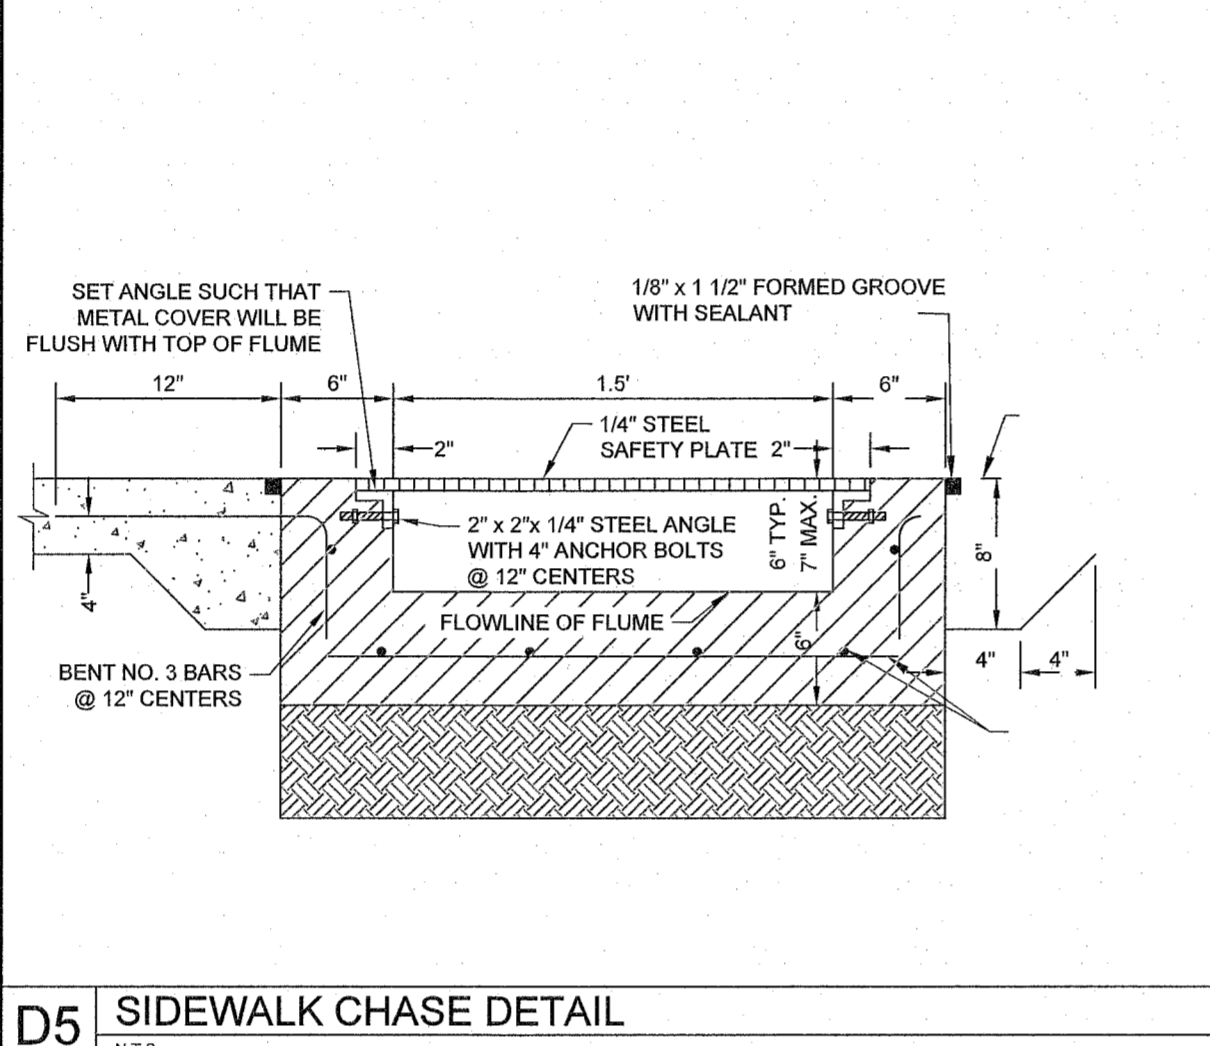 SET ANGLE SUCH THAT
METAL COVER WILL BE
FLUSH WITH TOP OF FLUME
1/8" x 1 1/2" FORMED GROOVE
WITH SEALANT
12"
6"
1.5'
6"
1/4" STEEL
SAFETY PLATE
2"
2"
2" x 2"x 1/4" STEEL ANGLE
WITH 4" ANCHOR BOLTS
@ 12" CENTERS
6" TYP.
7" MAX.
8"
4"
FLOWLINE OF FLUME
6"
BENT NO. 3 BARS
@ 12" CENTERS
4"
4"
D5
SIDEWALK CHASE DETAIL